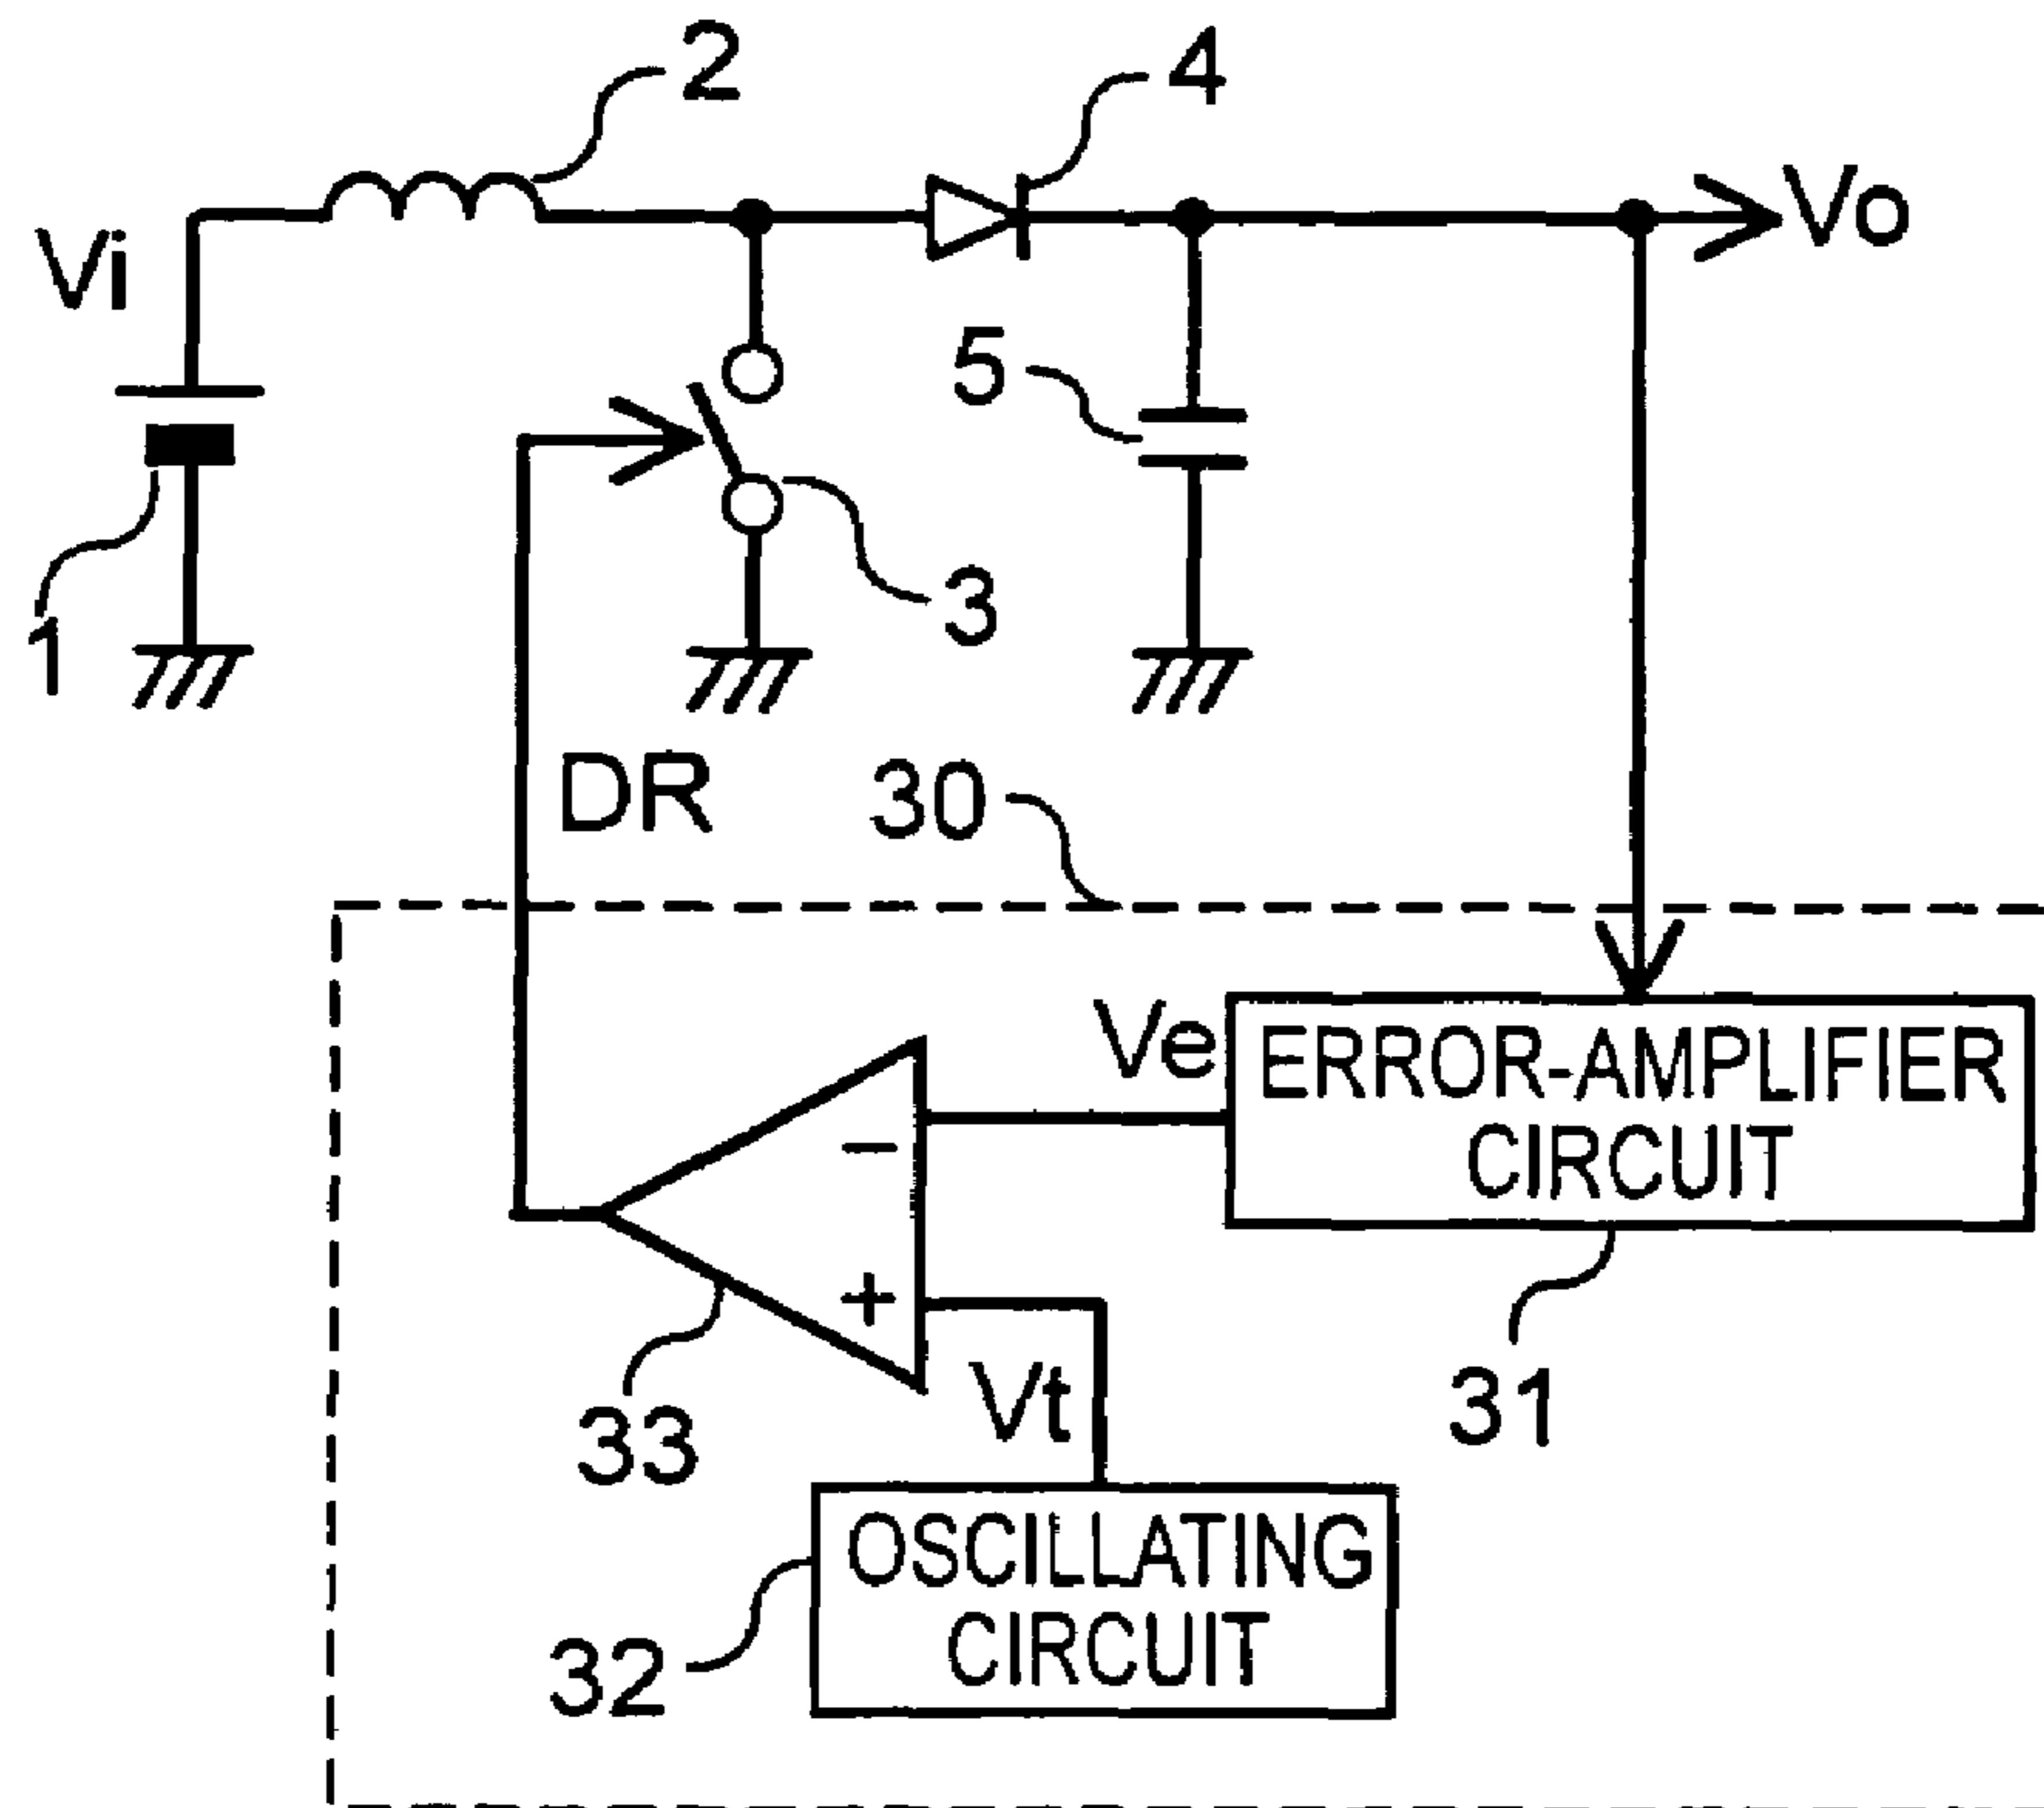 2
4
Vi
Vo
5
3
1
DR
30
Ve
ERROR-AMPLIFIER
CIRCUIT
−
+
Vt
31
33
OSCILLATING
CIRCUIT
32